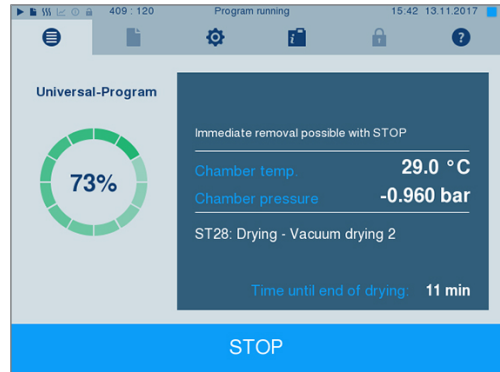 409 : 120 Program running 15:42 13.11.2017
Universal-Program
73%
Immediate removal possible with STOP
Chamber temp. 29.0 °C
Chamber pressure -0.960 bar
ST28: Drying - Vacuum drying 2
Time until end of drying: 11 min
STOP